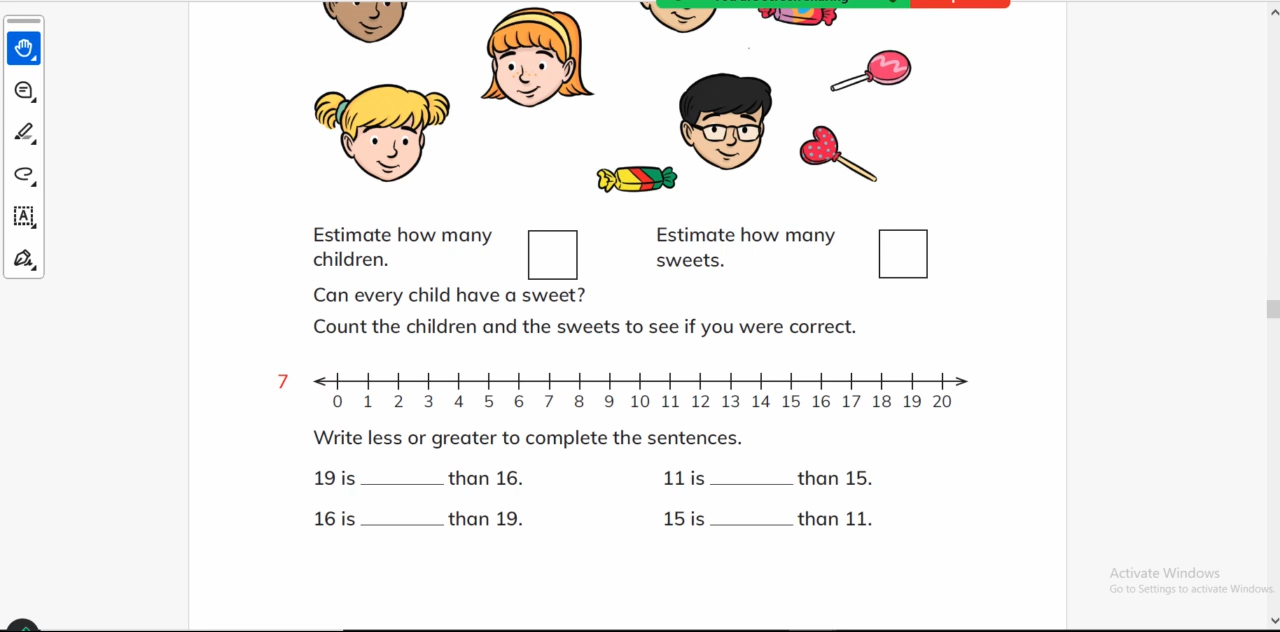 Estimate how many children.
Estimate how many sweets.
Can every child have a sweet?
Count the children and the sweets to see if you were correct.
7
0 1 2 3 4 5 6 7 8 9 10 11 12 13 14 15 16 17 18 19 20
Write less or greater to complete the sentences.
19 is ________ than 16.
11 is ________ than 15.
16 is ________ than 19.
15 is ________ than 11.
Activate Windows
Go to Settings to activate Windows.